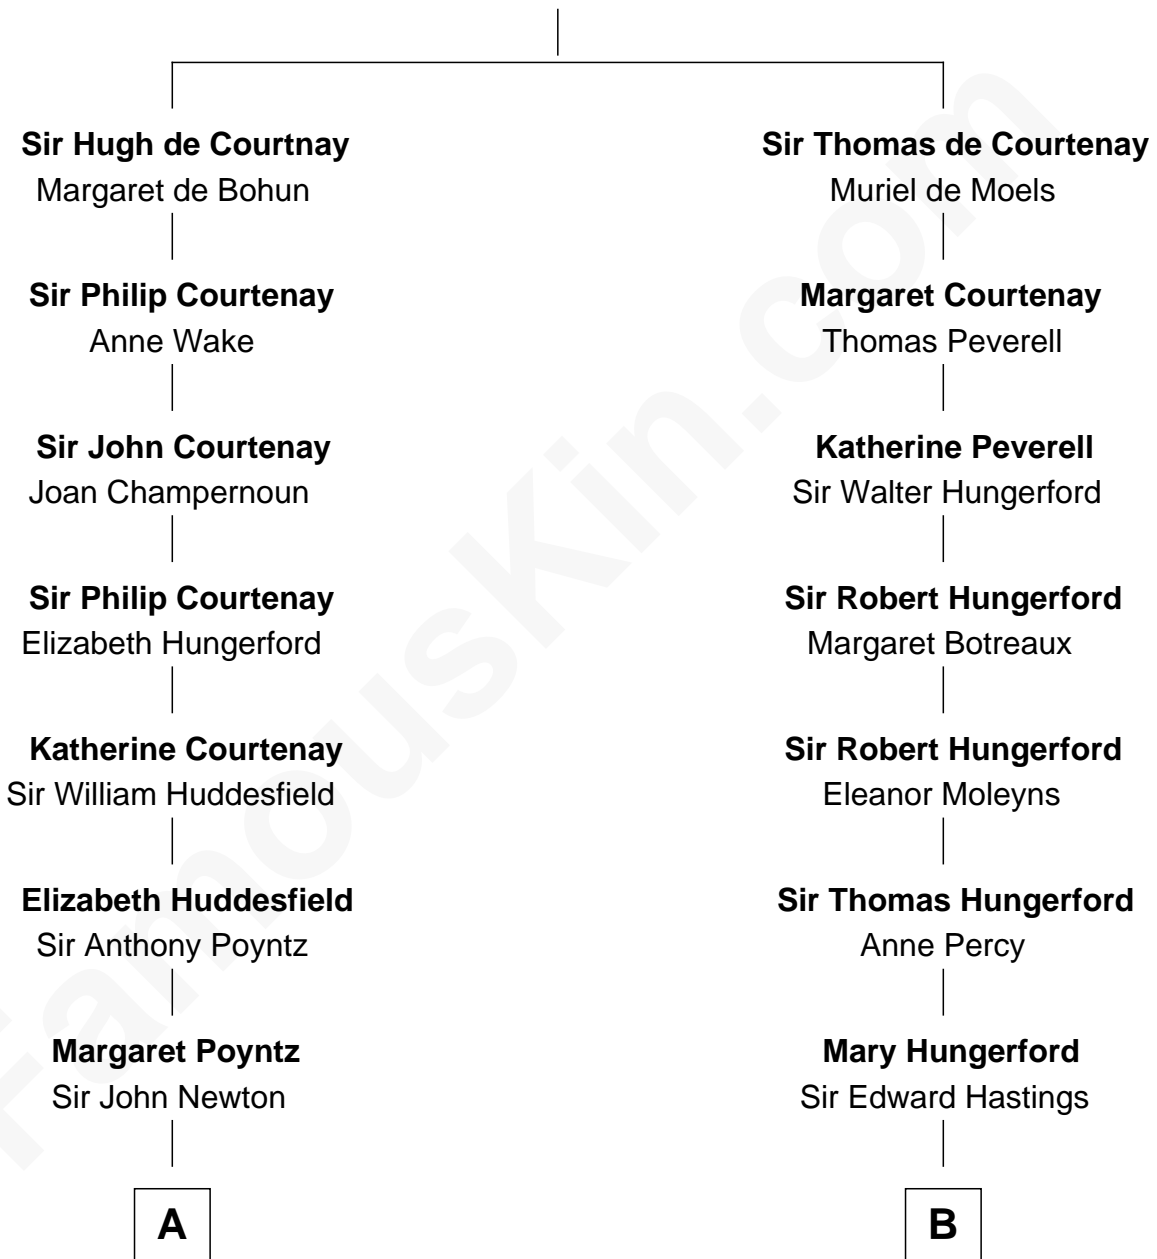 Sir Hugh de Courtnay
Margaret de Bohun
Sir Philip Courtenay
Anne Wake
Sir John Courtenay
Joan Champernoun
Sir Philip Courtenay
Elizabeth Hungerford
Katherine Courtenay
Sir William Huddesfield
Elizabeth Huddesfield
Sir Anthony Poyntz
Margaret Poyntz
Sir John Newton
A
Sir Thomas de Courtenay
Muriel de Moels
Margaret Courtenay
Thomas Peverell
Katherine Peverell
Sir Walter Hungerford
Sir Robert Hungerford
Margaret Botreaux
Sir Robert Hungerford
Eleanor Moleyns
Sir Thomas Hungerford
Anne Percy
Mary Hungerford
Sir Edward Hastings
B
FamousKin.com